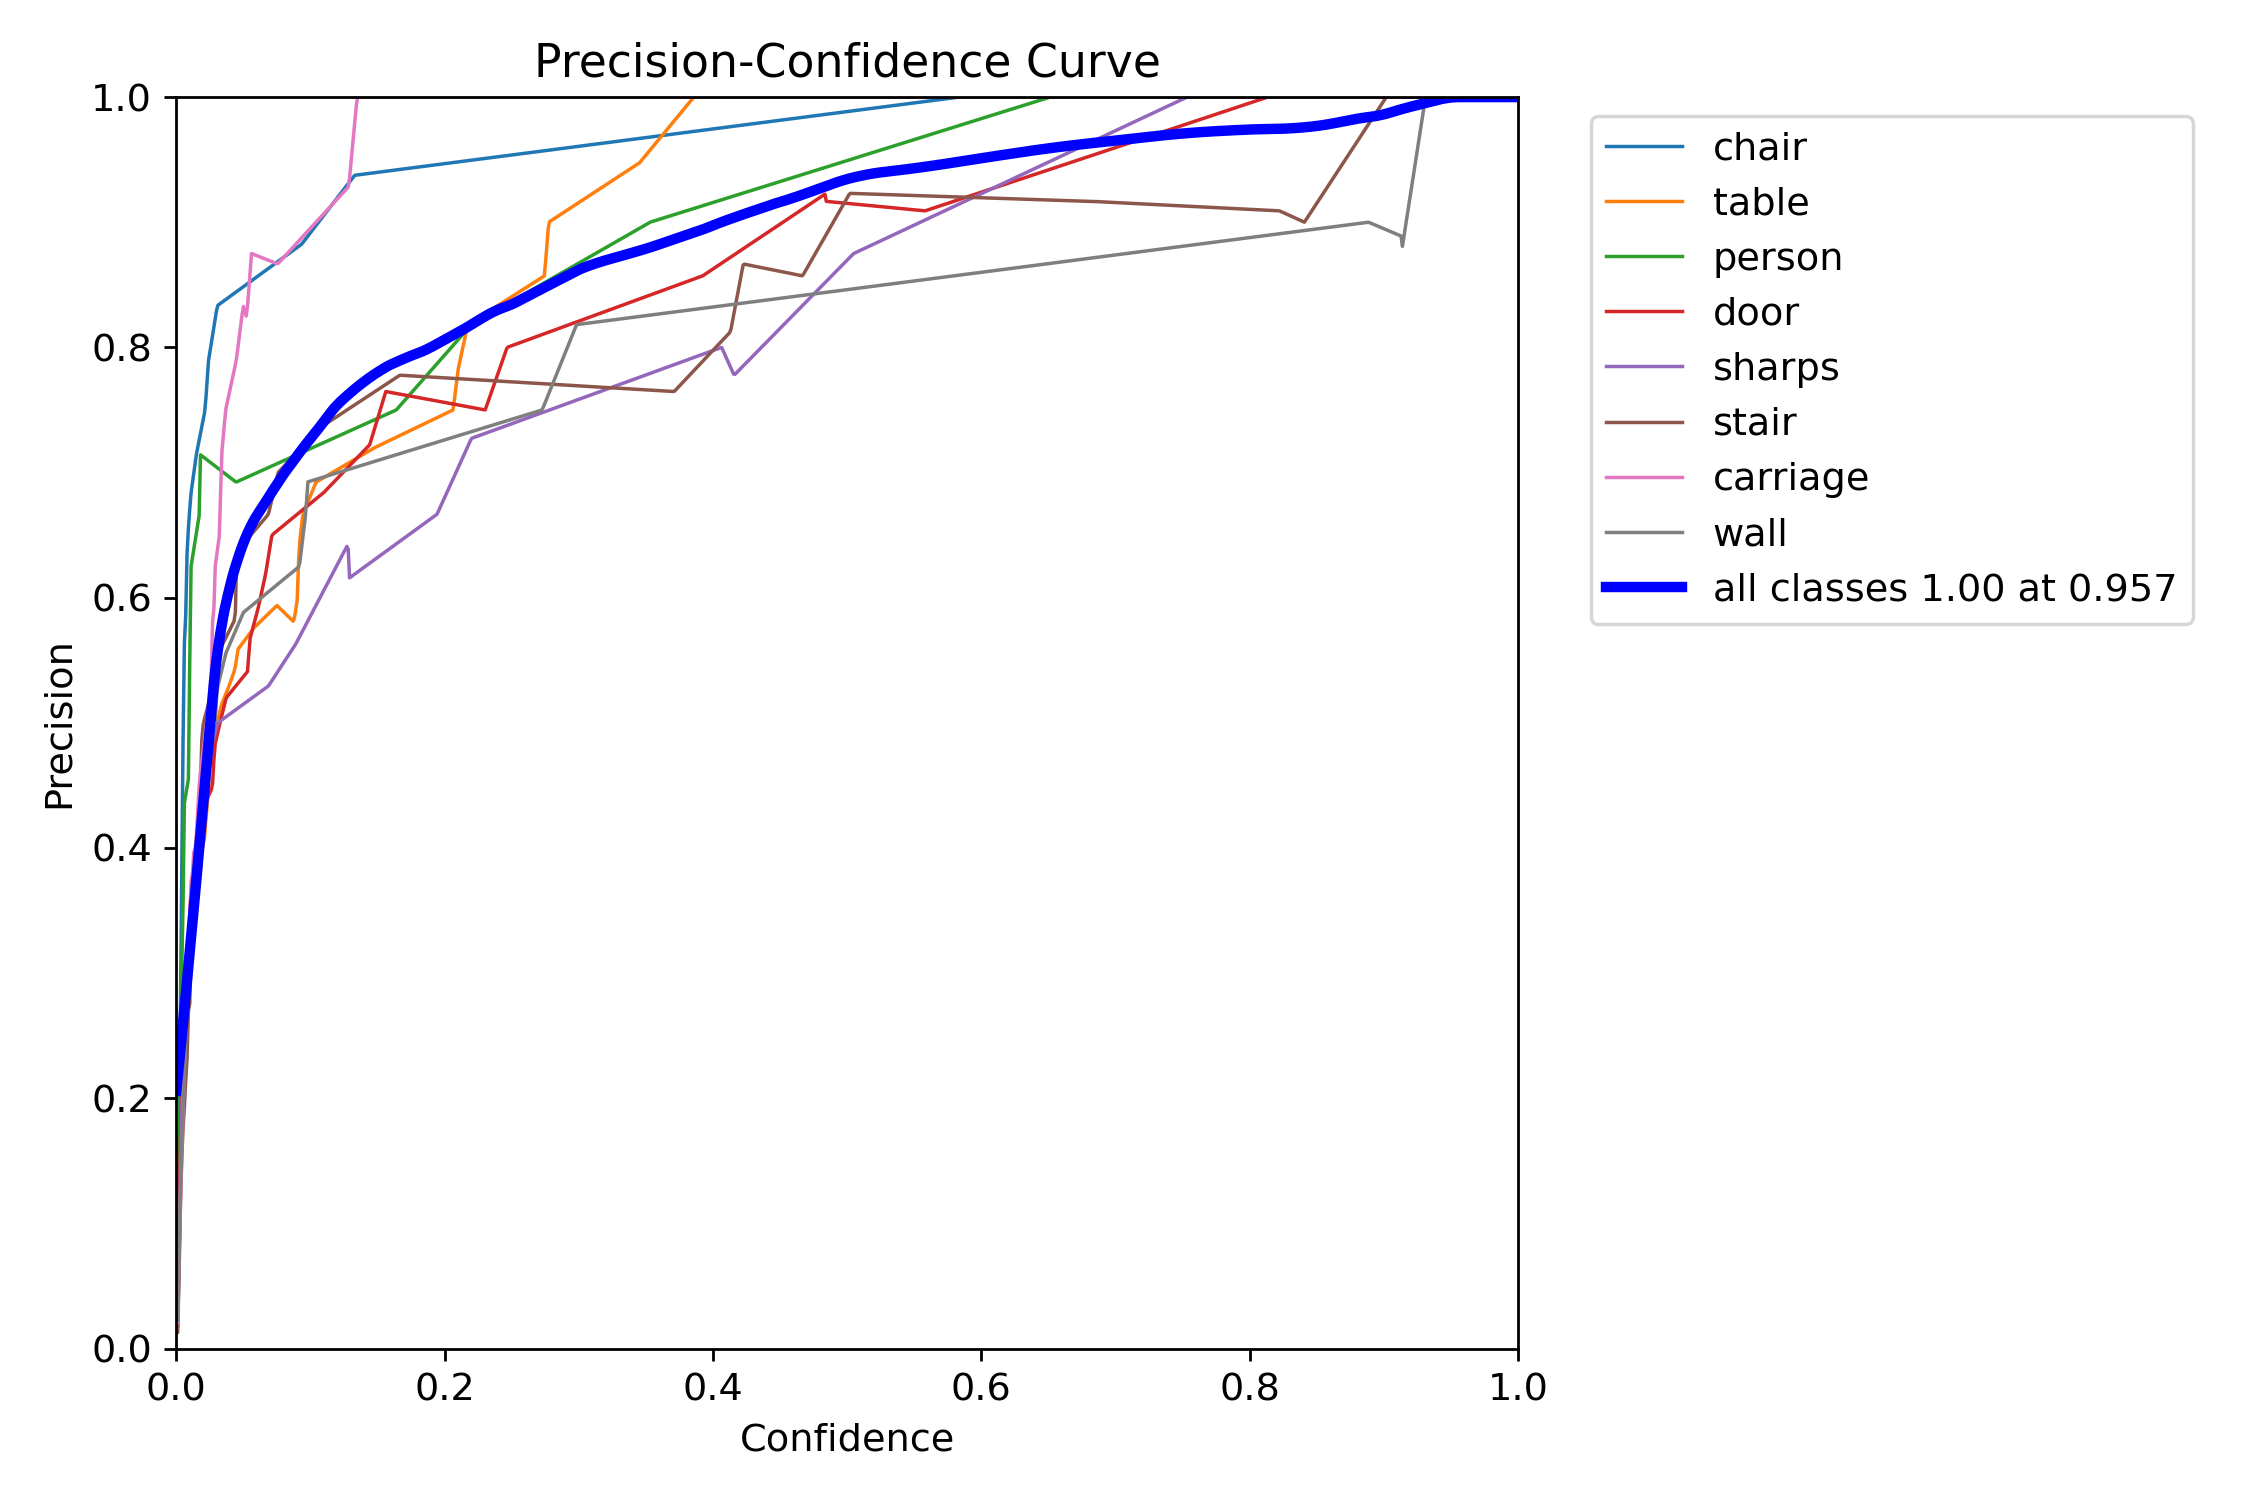 Precision-Confidence Curve
1.0
0.8
0.6
0.4
0.2
0.0
Precision
0.0 0.2 0.4 0.6 0.8 1.0
Confidence
chair
table
person
door
sharps
stair
carriage
wall
all classes 1.00 at 0.957